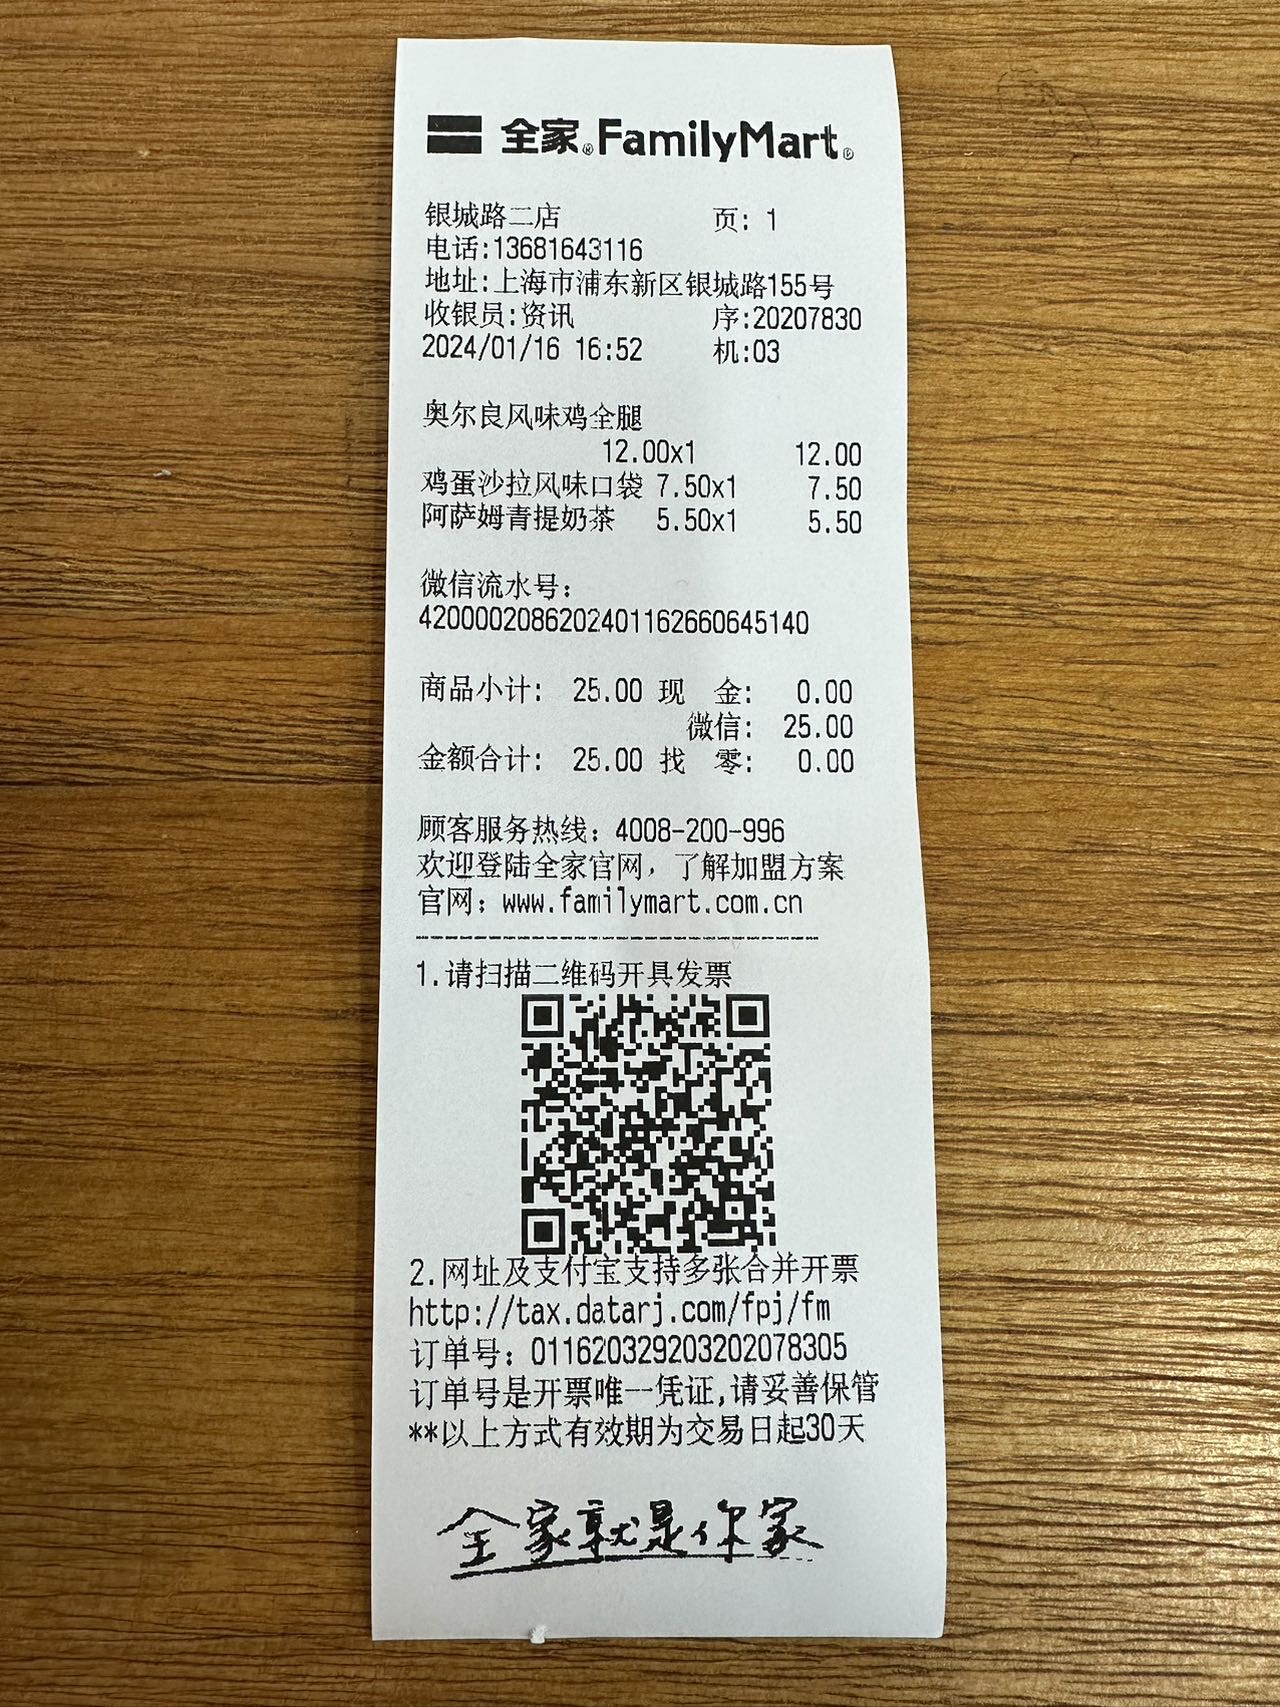 全家® FamilyMart®
银城路二店 页: 1
电话:13681643116
地址:上海市浦东新区银城路155号
收银员:资讯 序:20207830
2024/01/16 16:52 机:03
奥尔良风味鸡全腿
12.00x1 12.00
鸡蛋沙拉风味口袋 7.50x1 7.50
阿萨姆青提奶茶 5.50x1 5.50
微信流水号:
4200002086202401162660645140
商品小计: 25.00 现 金: 0.00
微信: 25.00
金额合计: 25.00 找 零: 0.00
顾客服务热线: 4008-200-996
欢迎登陆全家官网, 了解加盟方案
官网: www.familymart.com.cn
1.请扫描二维码开具发票
2.网址及支付宝支持多张合并开票
http://tax.datarj.com/fpj/fm
订单号: 011620329203202078305
订单号是开票唯一凭证,请妥善保管
**以上方式有效期为交易日起30天
全家就是你家